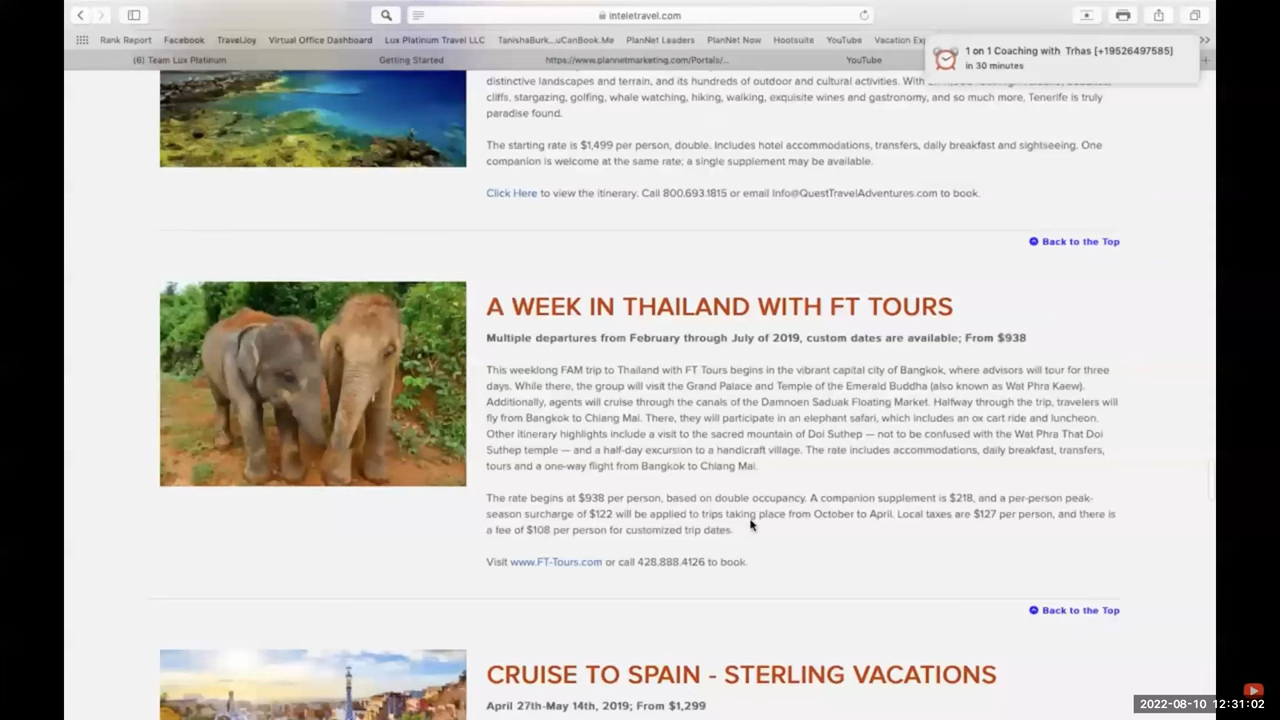 inteletravel.com
1 on 1 Coaching with Trhas [+19526497585]
in 30 minutes
Rank Report Facebook TravelJoy Virtual Office Dashboard Lux Platinum Travel LLC TanishaBurk...uCanBook.Me PlanNet Leaders PlanNet Now Hootsuite YouTube Vacation
(6) Team Lux Platinum Getting Started https://www.plannetmarketing.com/Portals/... YouTube
distinctive landscapes and terrain, and its hundreds of outdoor and cultural activities. With
cliffs, stargazing, golfing, whale watching, hiking, walking, exquisite wines and gastronomy, and so much more, Tenerife is truly
paradise found.
The starting rate is $1,499 per person, double. Includes hotel accommodations, transfers, daily breakfast and sightseeing. One
companion is welcome at the same rate; a single supplement may be available.
Click Here to view the itinerary. Call 800.693.1815 or email Info@QuestTravelAdventures.com to book.
Back to the Top
A WEEK IN THAILAND WITH FT TOURS
Multiple departures from February through July of 2019, custom dates are available; From $938
This weeklong FAM trip to Thailand with FT Tours begins in the vibrant capital city of Bangkok, where advisors will tour for three
days. While there, the group will visit the Grand Palace and Temple of the Emerald Buddha (also known as Wat Phra Kaew).
Additionally, agents will cruise through the canals of the Damnoen Saduak Floating Market. Halfway through the trip, travelers will
fly from Bangkok to Chiang Mai. There, they will participate in an elephant safari, which includes an ox cart ride and luncheon.
Other itinerary highlights include a visit to the sacred mountain of Doi Suthep — not to be confused with the Wat Phra That Doi
Suthep temple — and a half-day excursion to a handicraft village. The rate includes accommodations, daily breakfast, transfers,
tours and a one-way flight from Bangkok to Chiang Mai.
The rate begins at $938 per person, based on double occupancy. A companion supplement is $218, and a per-person peak-
season surcharge of $122 will be applied to trips taking place from October to April. Local taxes are $127 per person, and there is
a fee of $108 per person for customized trip dates.
Visit www.FT-Tours.com or call 428.888.4126 to book.
Back to the Top
CRUISE TO SPAIN - STERLING VACATIONS
April 27th-May 14th, 2019; From $1,299
2022-08-10 12:31:02